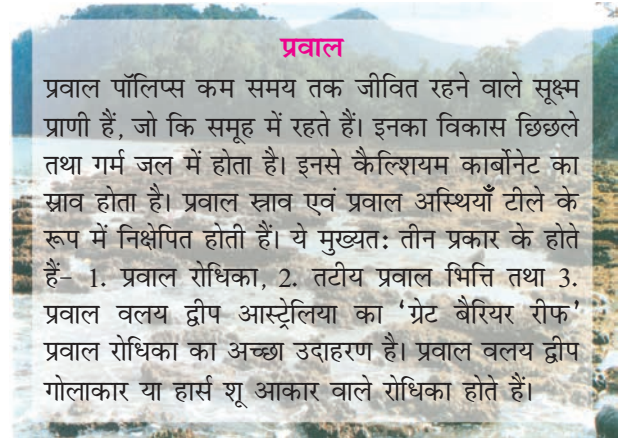 प्रवाल
प्रवाल पॉलिप्स कम समय तक जीवित रहने वाले सूक्ष्म
प्राणी हैं, जो कि समूह में रहते हैं। इनका विकास छिछले
तथा गर्म जल में होता है। इनसे कैल्शियम कार्बोनेट का
स्राव होता है। प्रवाल स्राव एवं प्रवाल अस्थियाँ टीले के
रूप में निक्षेपित होती हैं। ये मुख्यत: तीन प्रकार के होते
हैं– 1. प्रवाल रोधिका, 2. तटीय प्रवाल भित्ति तथा 3.
प्रवाल वलय द्वीप आस्ट्रेलिया का ‘ग्रेट बैरियर रीफ’
प्रवाल रोधिका का अच्छा उदाहरण है। प्रवाल वलय द्वीप
गोलाकार या हार्स शू आकार वाले रोधिका होते हैं।